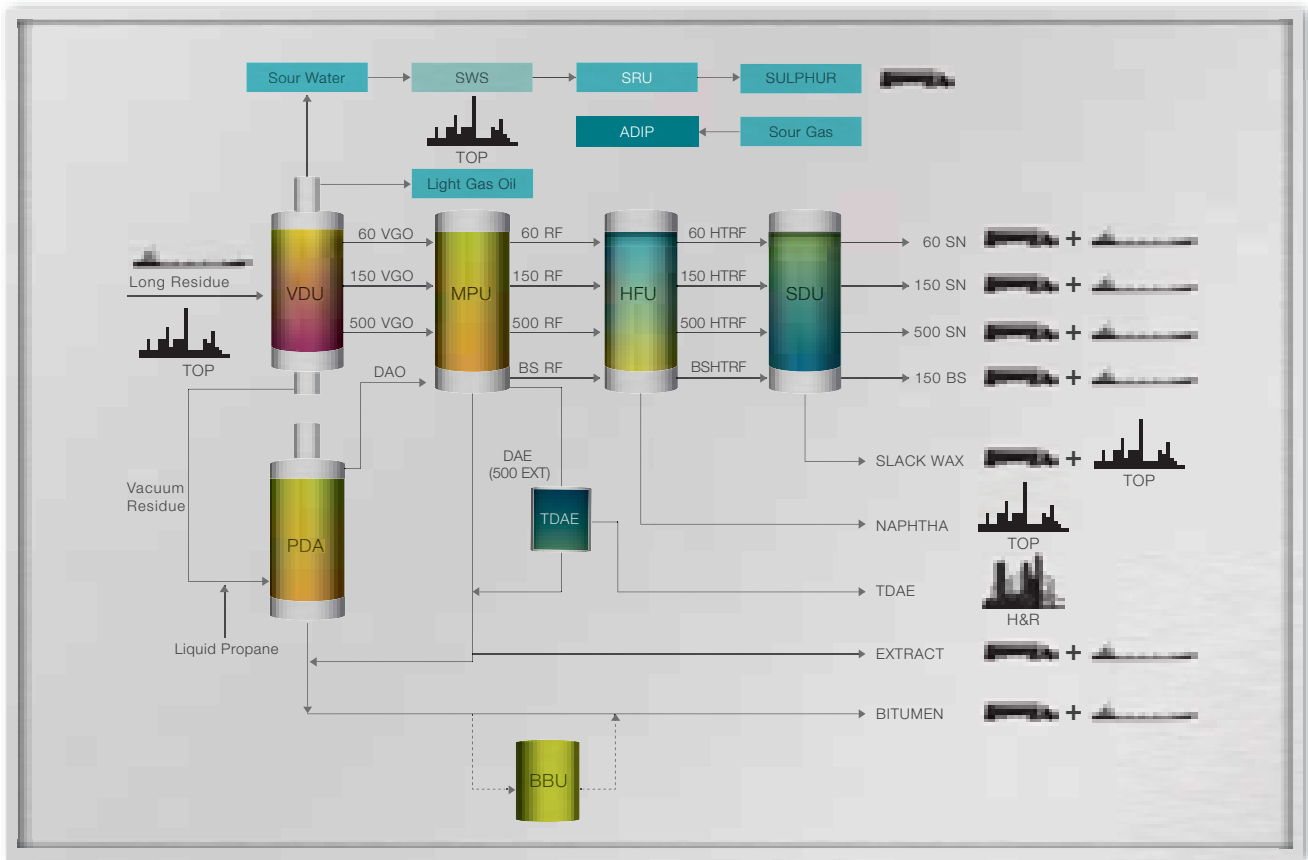 Sour Water
SWS
SRU
SULPHUR
TOP
ADIP
Sour Gas
Light Gas Oil
60 VGO
60 RF
60 HTRF
60 SN
Long Residue
150 VGO
150 RF
150 HTRF
150 SN
VDU
MPU
HFU
SDU
500 VGO
500 RF
500 HTRF
500 SN
TOP
DAO
BS RF
BSHTRF
150 BS
DAE
(500 EXT)
SLACK WAX
TOP
Vacuum
Residue
TDAE
NAPHTHA
TOP
PDA
TDAE
H&R
Liquid Propane
EXTRACT
BITUMEN
BBU
+
+
+
+
+
+
+